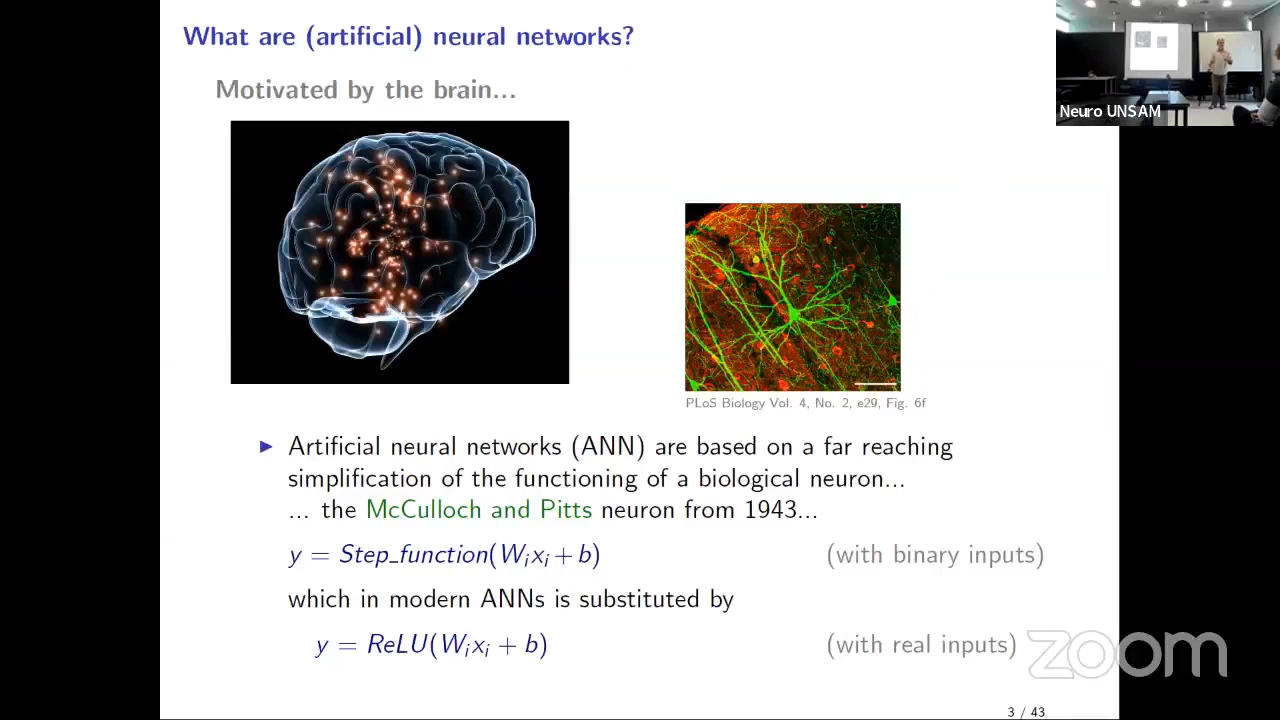 What are (artificial) neural networks?
Motivated by the brain...
Neuro UNSAM
PLoS Biology Vol. 4, No. 2, e29, Fig. 6f
► Artificial neural networks (ANN) are based on a far reaching
simplification of the functioning of a biological neuron...
... the McCulloch and Pitts neuron from 1943...
y = Step_function(Wᵢxᵢ + b) (with binary inputs)
which in modern ANNs is substituted by
y = ReLU(Wᵢxᵢ + b) (with real inputs)
zoom
3 / 43